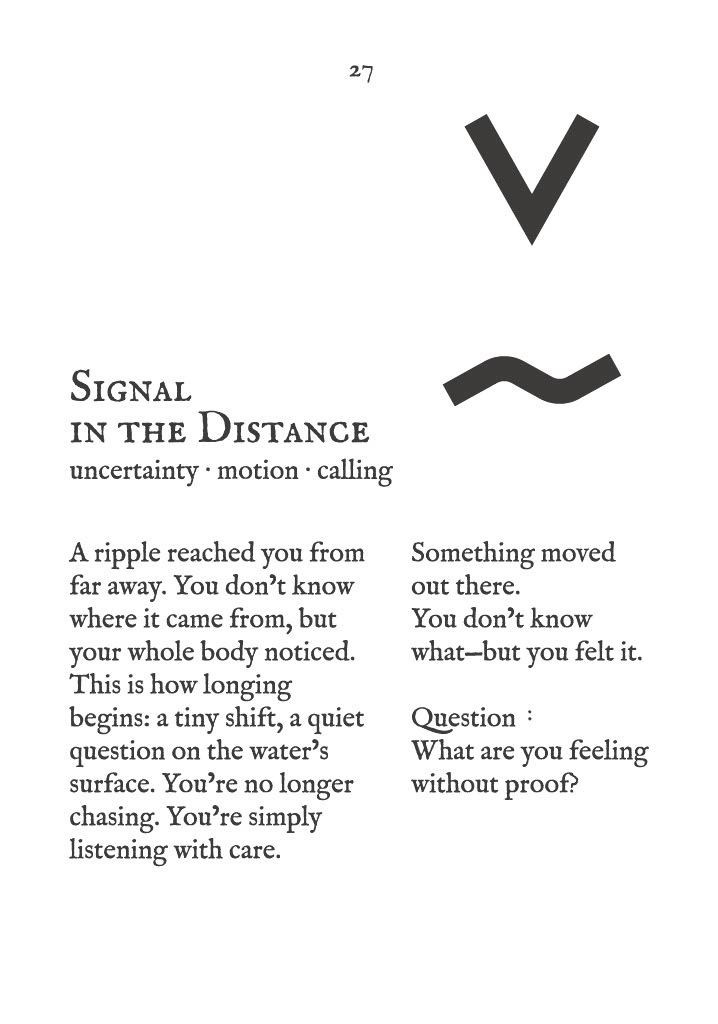 27
Signal
in the Distance
uncertainty · motion · calling
A ripple reached you from
far away. You don’t know
where it came from, but
your whole body noticed.
This is how longing
begins: a tiny shift, a quiet
question on the water’s
surface. You’re no longer
chasing. You’re simply
listening with care.
Something moved
out there.
You don’t know
what—but you felt it.
Question :
What are you feeling
without proof?